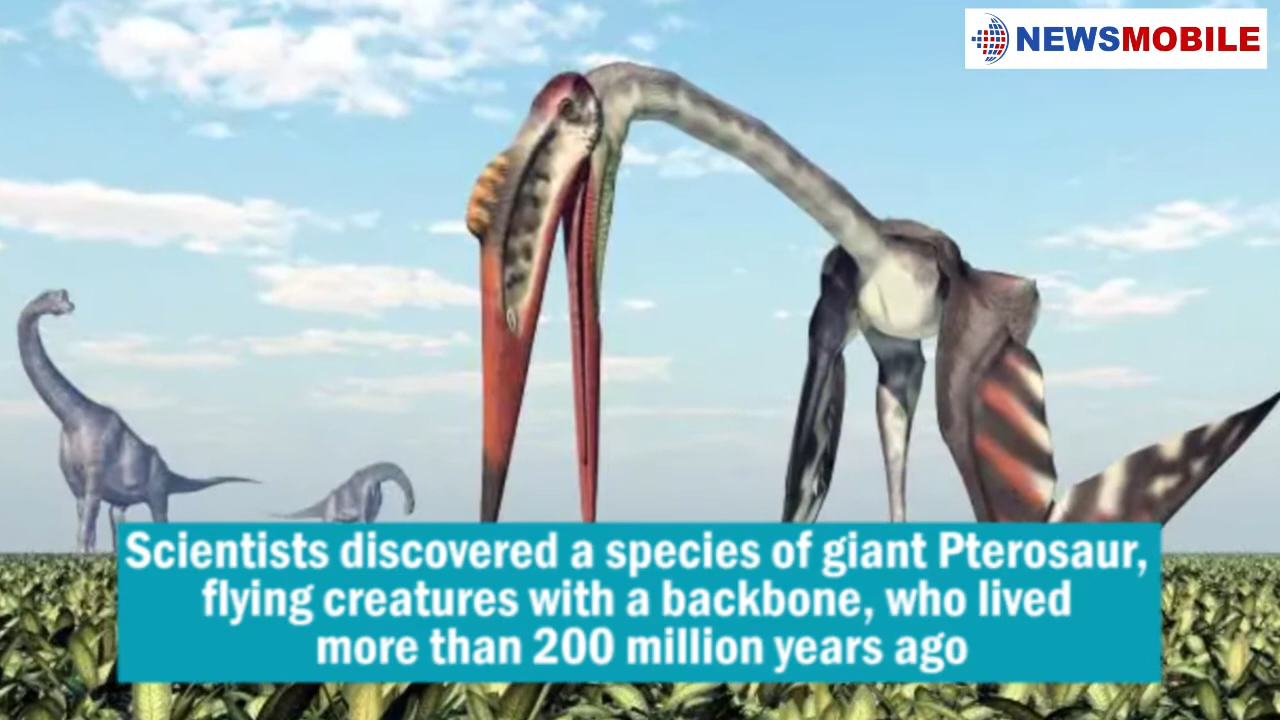 NEWSMOBILE
Scientists discovered a species of giant Pterosaur,
flying creatures with a backbone, who lived
more than 200 million years ago